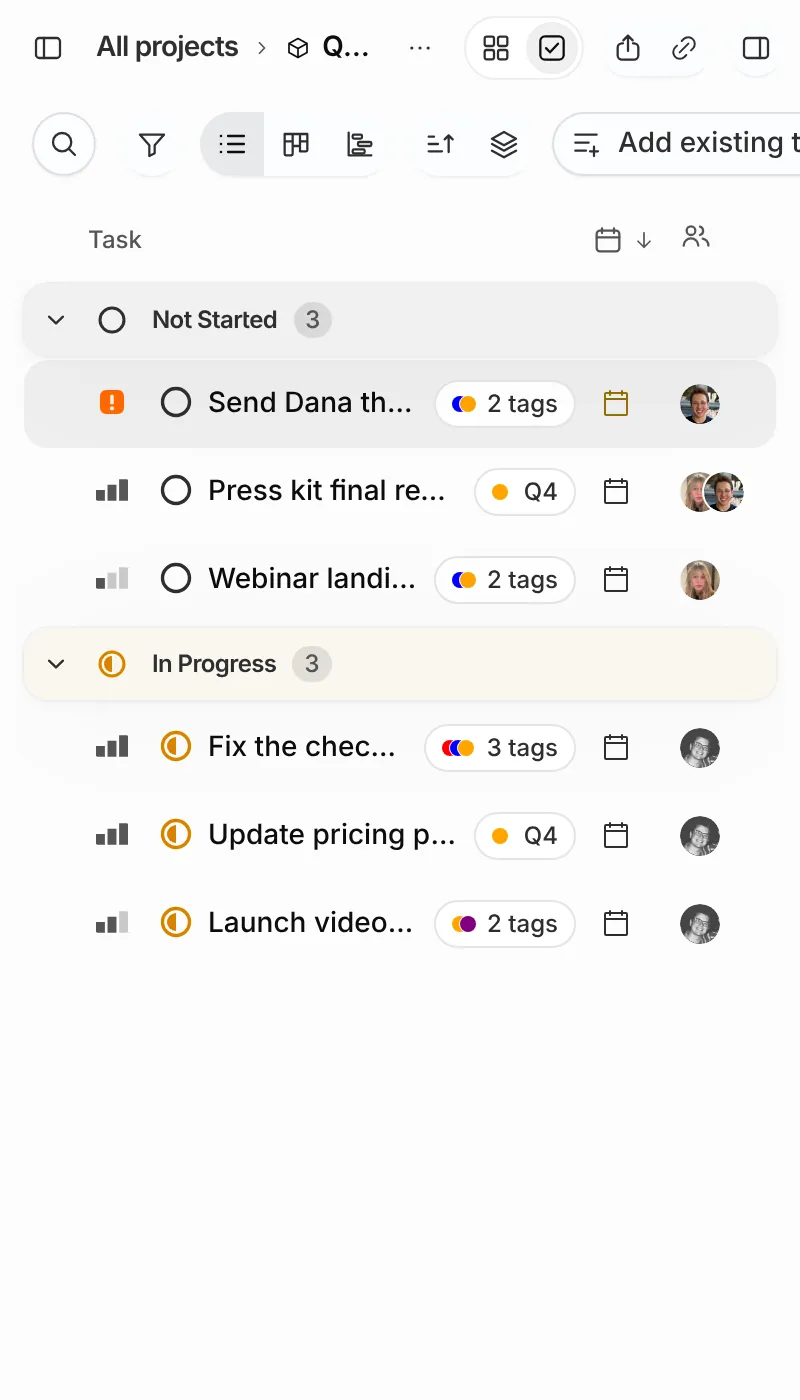 All projects > Q... ...
Add existing t
Task
Not Started 3
Send Dana th... 2 tags
Press kit final re... Q4
Webinar landi... 2 tags
In Progress 3
Fix the chec... 3 tags
Update pricing p... Q4
Launch video... 2 tags